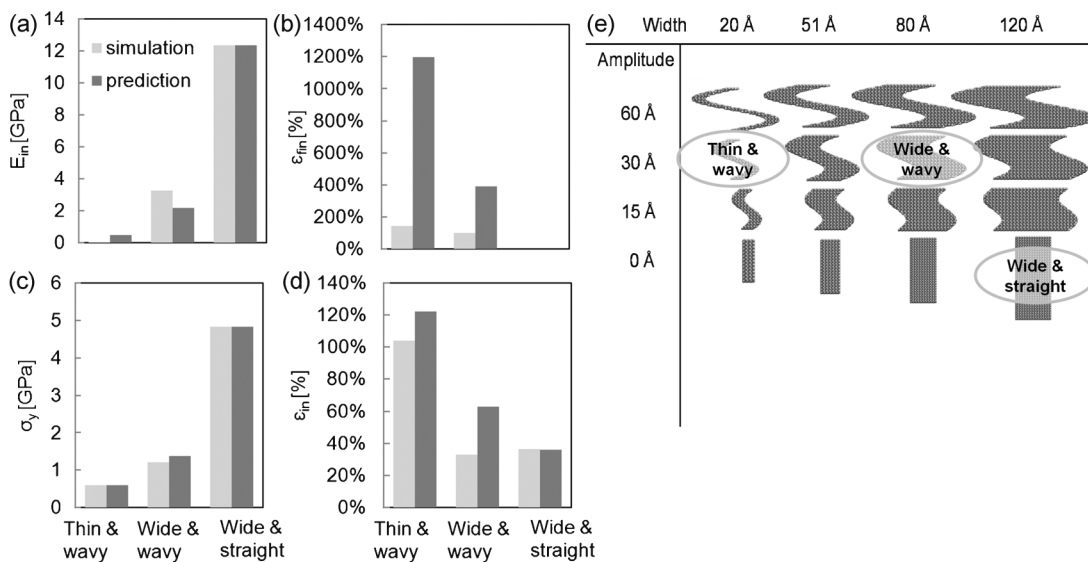 (a)
E_in [GPa]
14
12
10
8
6
4
2
0
simulation
prediction
(b)
ε_fin [%]
1400%
1200%
1000%
800%
600%
400%
200%
0%
(c)
σ_y [GPa]
6
5
4
3
2
1
0
Thin & wavy
Wide & wavy
Wide & straight
(d)
ε_in [%]
140%
120%
100%
80%
60%
40%
20%
0%
Thin & wavy
Wide & wavy
Wide & straight
(e)
Width 20 Å 51 Å 80 Å 120 Å
Amplitude
60 Å
30 Å
Thin & wavy
Wide & wavy
15 Å
0 Å
Wide & straight